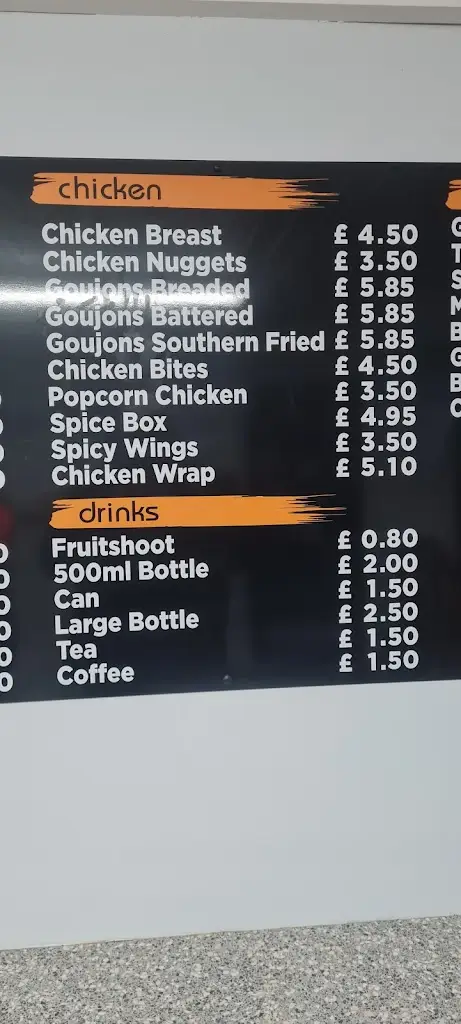 chicken
Chicken Breast £ 4.50
Chicken Nuggets £ 3.50
Goujons Breaded £ 5.85
Goujons Battered £ 5.85
Goujons Southern Fried £ 5.85
Chicken Bites £ 4.50
Popcorn Chicken £ 3.50
Spice Box £ 4.95
Spicy Wings £ 3.50
Chicken Wrap £ 5.10
drinks
Fruitshoot £ 0.80
500ml Bottle £ 2.00
Can £ 1.50
Large Bottle £ 2.50
Tea £ 1.50
Coffee £ 1.50